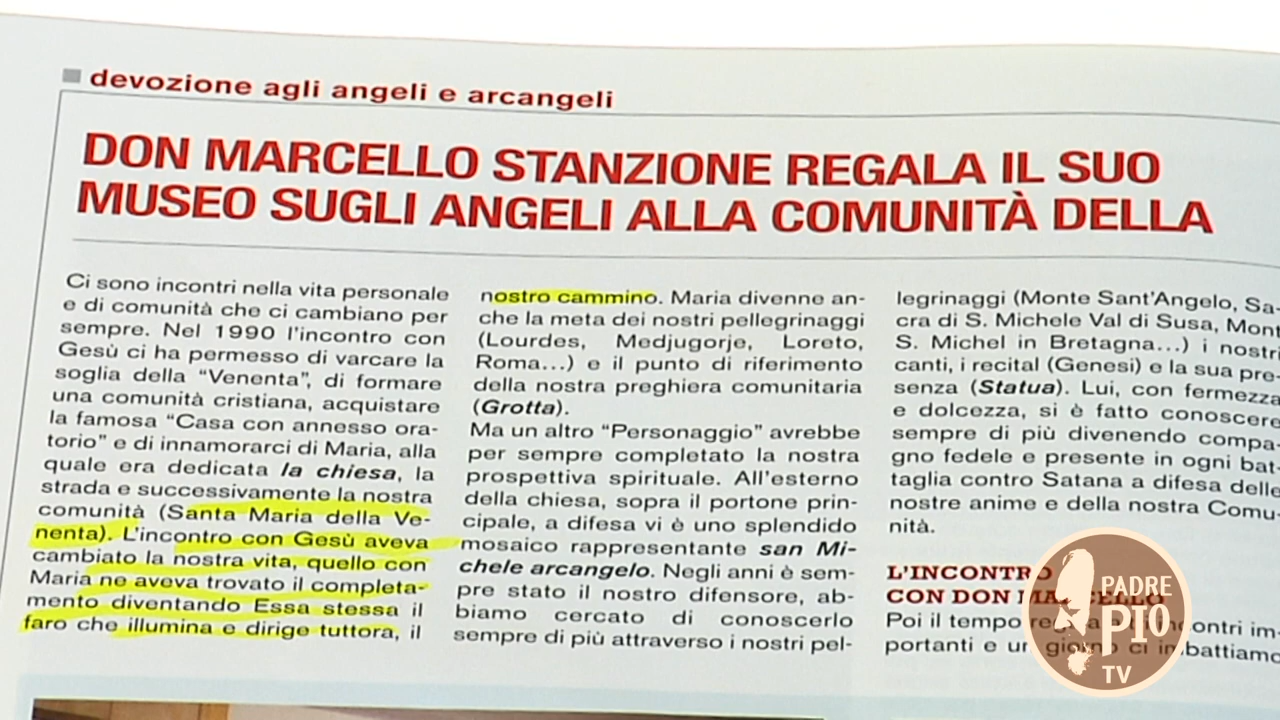 devozione agli angeli e arcangeli
DON MARCELLO STANZIONE REGALA IL SUO
MUSEO SUGLI ANGELI ALLA COMUNITÀ DELLA
Ci sono incontri nella vita personale
e di comunità che ci cambiano per
sempre. Nel 1990 l'incontro con
Gesù ci ha permesso di varcare la
soglia della "Venenta", di formare
una comunità cristiana, acquistare
la famosa "Casa con annesso ora-
torio" e di innamorarci di Maria, alla
quale era dedicata la chiesa, la
strada e successivamente la nostra
comunità (Santa Maria della Ve-
nenta). L'incontro con Gesù aveva
cambiato la nostra vita, quello con
Maria ne aveva trovato il completa-
mento diventando Essa stessa il
faro che illumina e dirige tuttora, il
nostro cammino. Maria divenne an-
che la meta dei nostri pellegrinaggi
(Lourdes, Medjugorje, Loreto,
Roma...) e il punto di riferimento
della nostra preghiera comunitaria
(Grotta).
Ma un altro "Personaggio" avrebbe
per sempre completato la nostra
prospettiva spirituale. All'esterno
della chiesa, sopra il portone prin-
cipale, a difesa vi è uno splendido
mosaico rappresentante san Mi-
chele arcangelo. Negli anni è sem-
pre stato il nostro difensore, ab-
biamo cercato di conoscerlo
sempre di più attraverso i nostri pel-
legrinaggi (Monte Sant'Angelo, Sa-
cra di S. Michele Val di Susa, Mont
S. Michel in Bretagna...) i nostri
canti, i recital (Genesi) e la sua pre-
senza (Statua). Lui, con fermezza
e dolcezza, si è fatto conoscere
sempre di più divenendo compa-
gno fedele e presente in ogni bat-
taglia contro Satana a difesa delle
nostre anime e della nostra Comu-
nità.
L'INCONTRO
CON DON MARCELLO
Poi il tempo incontri im-
portanti e un giorno ci imbattiamo
PADRE
PIO
TV